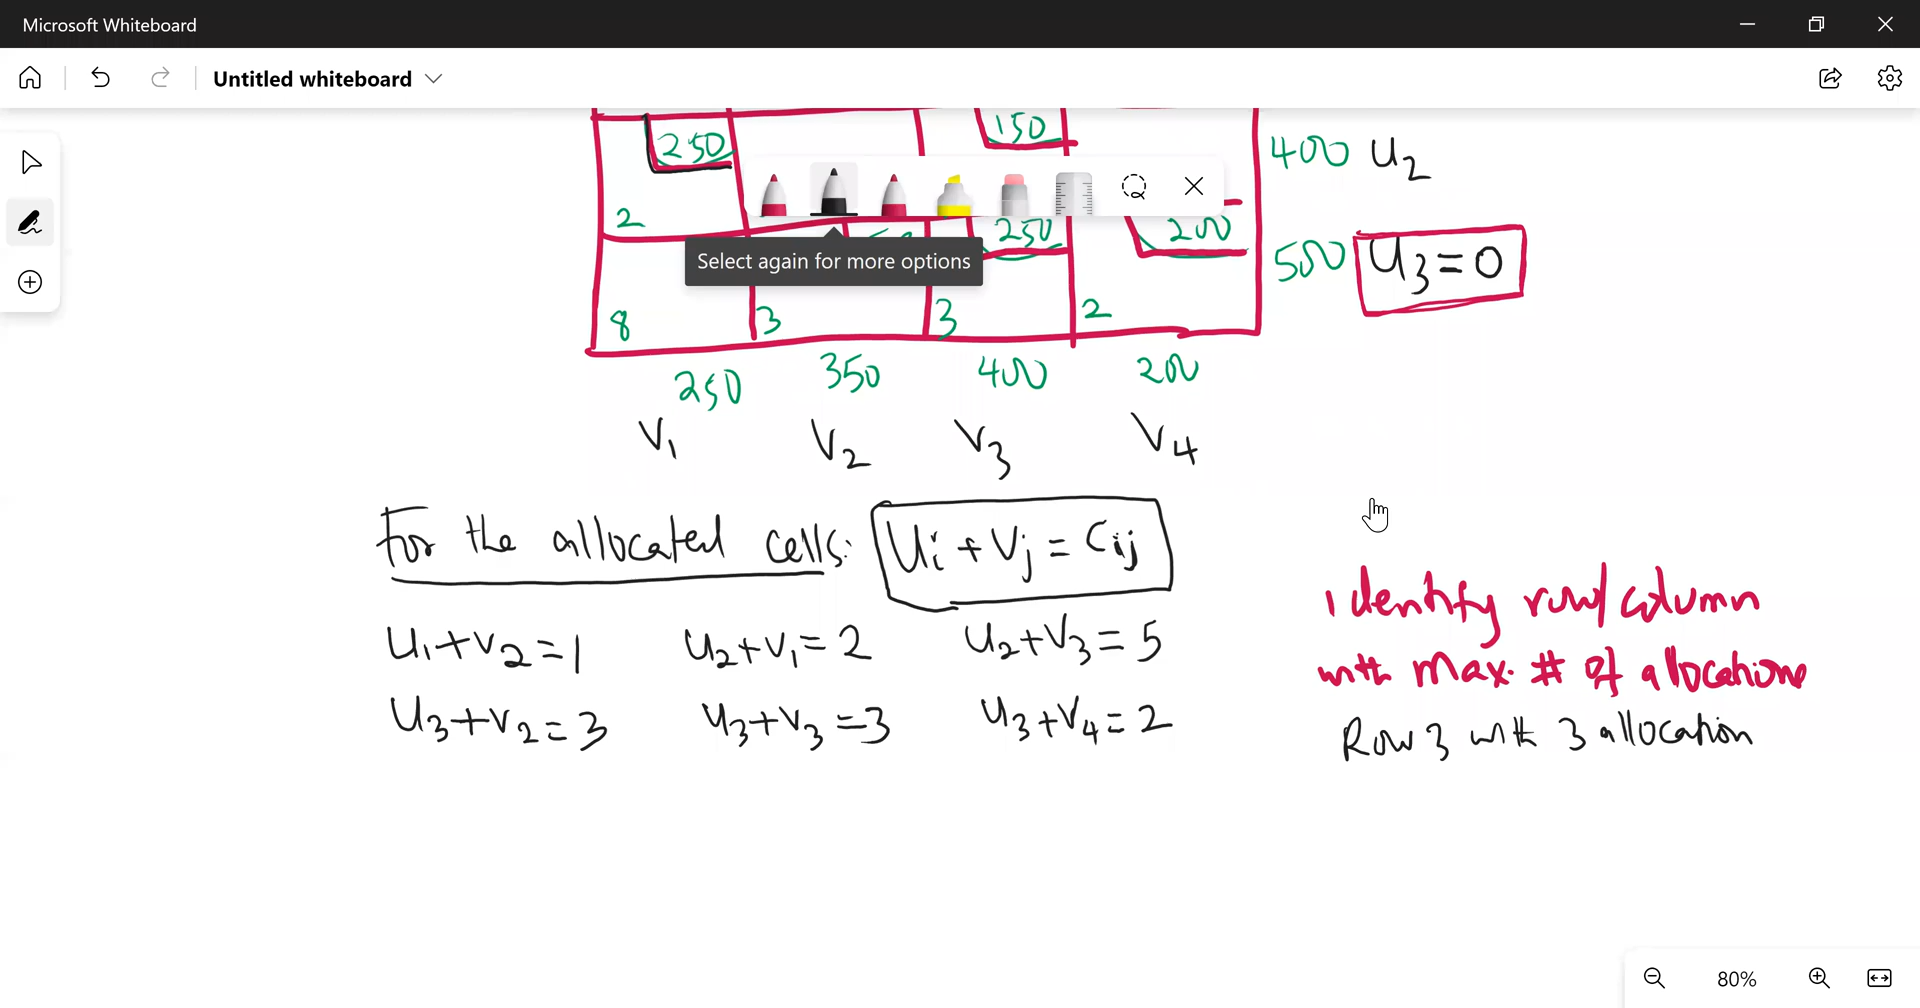 Microsoft Whiteboard
Untitled whiteboard
250
150
400 U2
2
250
200
500 U3=0
Select again for more options
8
3
3
2
250
350
400
200
V1
V2
V3
V4
For the allocated cells: Ui + Vj = Cij
U1+V2=1
U2+V1=2
U2+V3=5
U3+V2=3
U3+V3=3
U3+V4=2
identify row/column
with max. # of allocations
Row 3 with 3 allocation
80%